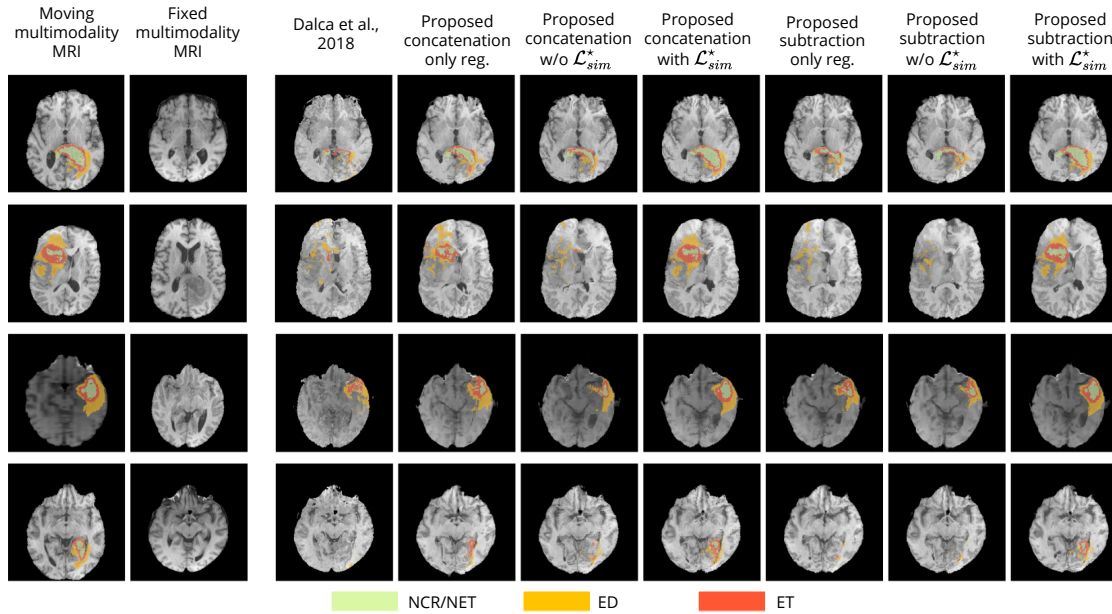 Moving
multimodality
MRI
Fixed
multimodality
MRI
Dalca et al.,
2018
Proposed
concatenation
only reg.
Proposed
concatenation
w/o 𝓛*sim
Proposed
concatenation
with 𝓛*sim
Proposed
subtraction
only reg.
Proposed
subtraction
w/o 𝓛*sim
Proposed
subtraction
with 𝓛*sim
NCR/NET
ED
ET